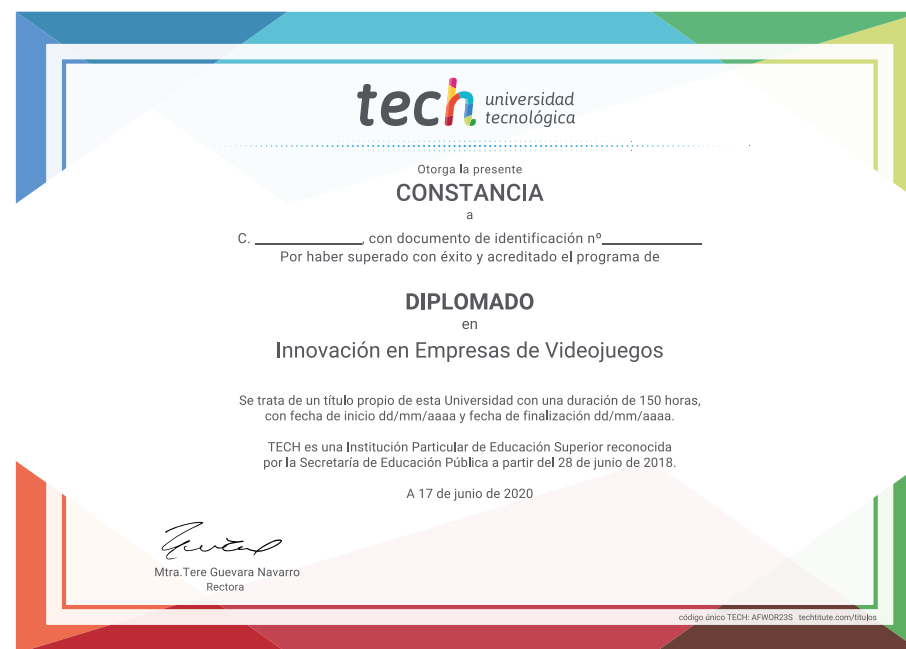 tech universidad
tecnológica
Otorga la presente
CONSTANCIA
a
C. ______________, con documento de identificación nº_____________
Por haber superado con éxito y acreditado el programa de
DIPLOMADO
en
Innovación en Empresas de Videojuegos
Se trata de un título propio de esta Universidad con una duración de 150 horas,
con fecha de inicio dd/mm/aaaa y fecha de finalización dd/mm/aaaa.
TECH es una Institución Particular de Educación Superior reconocida
por la Secretaría de Educación Pública a partir del 28 de junio de 2018.
A 17 de junio de 2020
Mtra.Tere Guevara Navarro
Rectora
código único TECH: AFWOR23S techtitute.com/titulos